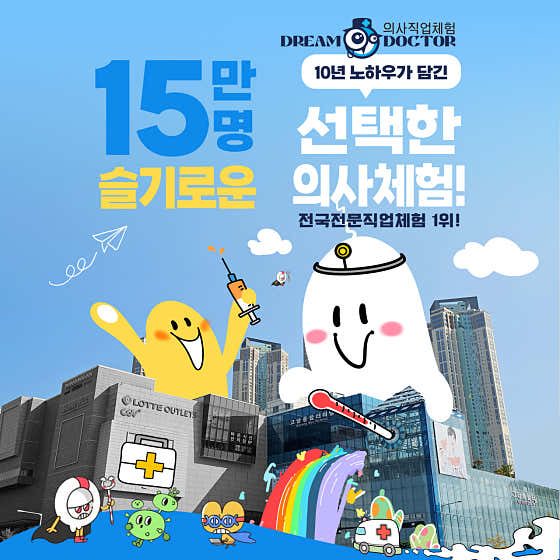 의사직업체험
DREAM DOCTOR
10년 노하우가 담긴
15만명
슬기로운
선택한
의사체험!
전국전문직업체험 1위!
LOTTE OUTLETS
CGV